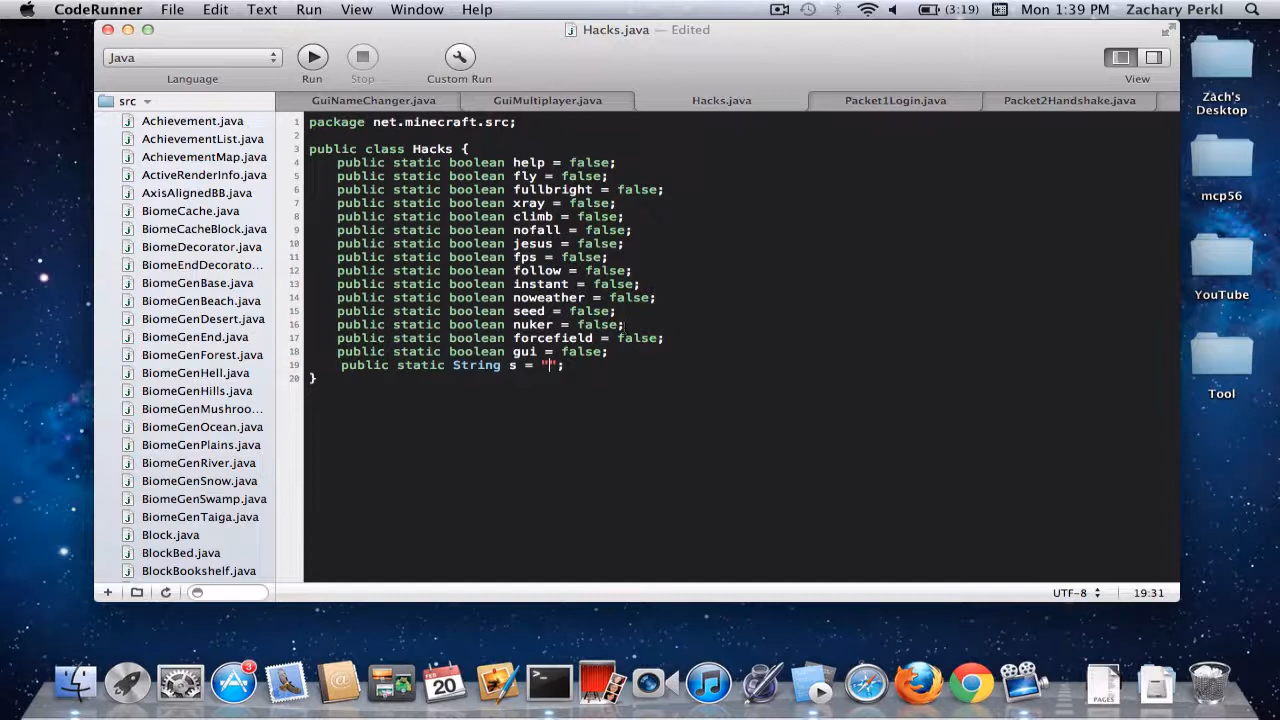 CodeRunner File Edit Text Run View Window Help (3:19) Mon 1:39 PM Zachary Perkl
Hacks.java — Edited
Java
Language Run Stop Custom Run View
src
GuiNameChanger.java GuiMultiplayer.java Hacks.java Packet1Login.java Packet2Handshake.java
Achievement.java
AchievementList.java
AchievementMap.java
ActiveRenderInfo.java
AxisAlignedBB.java
BiomeCache.java
BiomeCacheBlock.java
BiomeDecorator.java
BiomeEndDecorato...
BiomeGenBase.java
BiomeGenBeach.java
BiomeGenDesert.java
BiomeGenEnd.java
BiomeGenForest.java
BiomeGenHell.java
BiomeGenHills.java
BiomeGenMushroo...
BiomeGenOcean.java
BiomeGenPlains.java
BiomeGenRiver.java
BiomeGenSnow.java
BiomeGenSwamp.java
BiomeGenTaiga.java
Block.java
BlockBed.java
BlockBookshelf.java
1 package net.minecraft.src;
2
3 public class Hacks {
4 public static boolean help = false;
5 public static boolean fly = false;
6 public static boolean fullbright = false;
7 public static boolean xray = false;
8 public static boolean climb = false;
9 public static boolean nofall = false;
10 public static boolean jesus = false;
11 public static boolean fps = false;
12 public static boolean follow = false;
13 public static boolean instant = false;
14 public static boolean noweather = false;
15 public static boolean seed = false;
16 public static boolean nuker = false;
17 public static boolean forcefield = false;
18 public static boolean gui = false;
19 public static String s = "";
20 }
UTF-8 19:31
Zach's
Desktop
mcp56
YouTube
Tool
3
20
PAGES